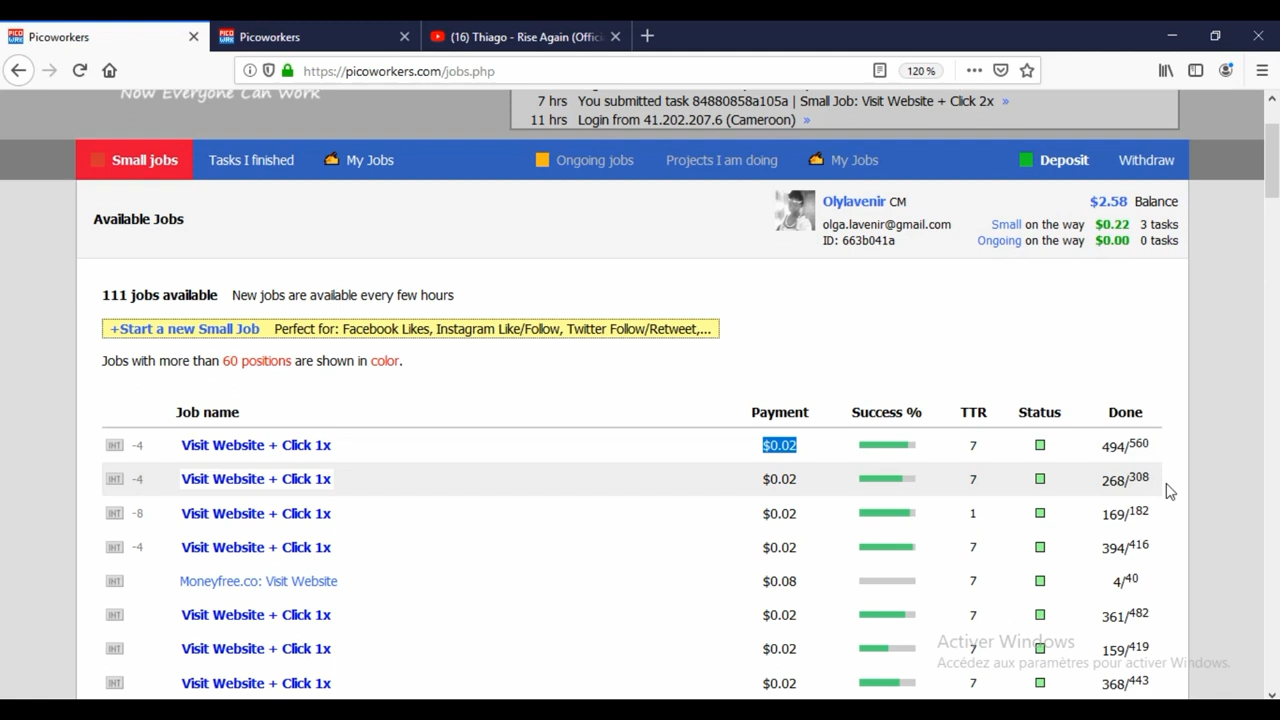 Picoworkers
Picoworkers
(16) Thiago - Rise Again (Offici
https://picoworkers.com/jobs.php
120 %
Now Everyone Can Work
7 hrs You submitted task 84880858a105a | Small Job: Visit Website + Click 2x »
11 hrs Login from 41.202.207.6 (Cameroon) »
Small jobs Tasks I finished My Jobs Ongoing jobs Projects I am doing My Jobs Deposit Withdraw
Available Jobs
Olylavenir CM
olga.lavenir@gmail.com
ID: 663b041a
$2.58 Balance
Small on the way $0.22 3 tasks
Ongoing on the way $0.00 0 tasks
111 jobs available New jobs are available every few hours
+Start a new Small Job Perfect for: Facebook Likes, Instagram Like/Follow, Twitter Follow/Retweet,...
Jobs with more than 60 positions are shown in color.
Job name Payment Success % TTR Status Done
INT -4 Visit Website + Click 1x $0.02 7 494/560
INT -4 Visit Website + Click 1x $0.02 7 268/308
INT -8 Visit Website + Click 1x $0.02 1 169/182
INT -4 Visit Website + Click 1x $0.02 7 394/416
INT Moneyfree.co: Visit Website $0.08 7 4/40
INT Visit Website + Click 1x $0.02 7 361/482
INT Visit Website + Click 1x $0.02 7 159/419
INT Visit Website + Click 1x $0.02 7 368/443
Activer Windows
Accédez aux paramètres pour activer Windows.